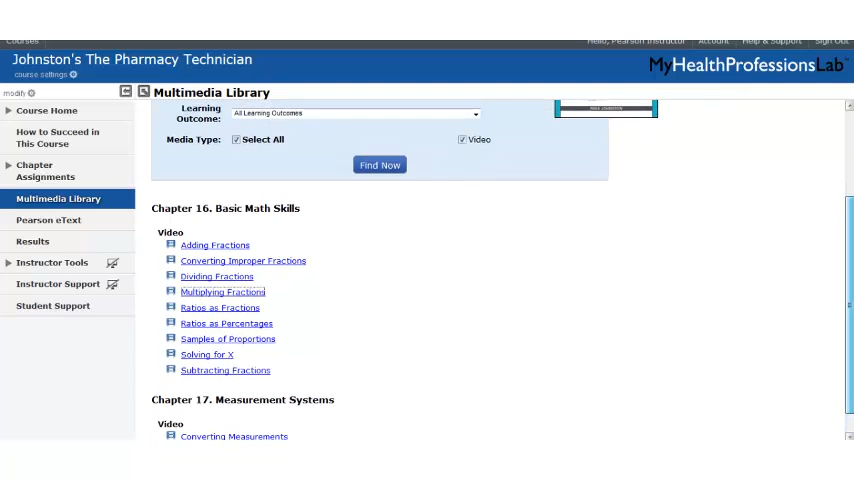 Courses
Hello, Pearson Instructor Account Help & Support Sign Out
Johnston's The Pharmacy Technician
course settings
MyHealthProfessionsLab™
modify
Multimedia Library
Course Home
How to Succeed in
This Course
Chapter
Assignments
Multimedia Library
Pearson eText
Results
Instructor Tools
Instructor Support
Student Support
Learning
Outcome:
All Learning Outcomes
Media Type:
Select All
Video
Find Now
Chapter 16. Basic Math Skills
Video
Adding Fractions
Converting Improper Fractions
Dividing Fractions
Multiplying Fractions
Ratios as Fractions
Ratios as Percentages
Samples of Proportions
Solving for X
Subtracting Fractions
Chapter 17. Measurement Systems
Video
Converting Measurements